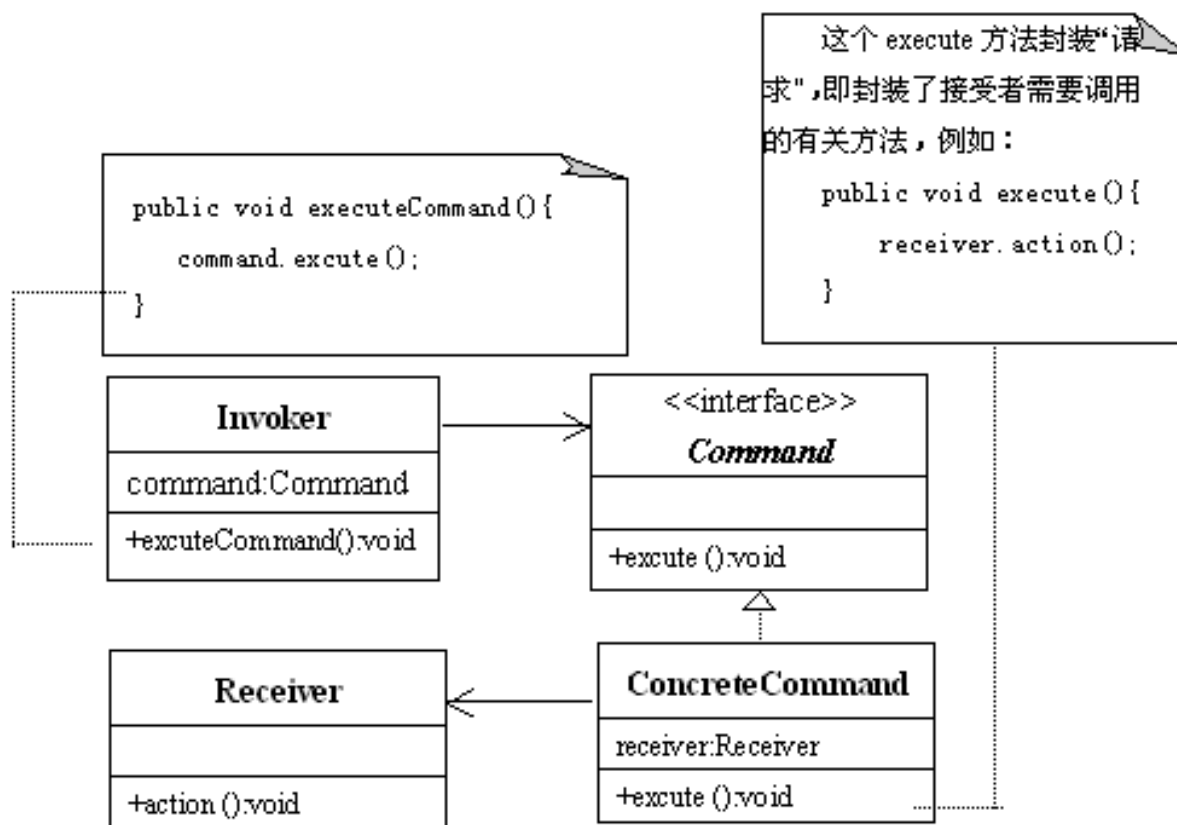 这个 execute 方法封装“请
求",即封装了接受者需要调用
的有关方法，例如：
public void execute(){
receiver.action();
}
public void executeCommand(){
command.excute();
}
Invoker
command:Command
+excuteCommand():void
<<interface>>
Command
+excute ():void
Receiver
+action ():void
ConcreteCommand
receiver:Receiver
+excute ():void